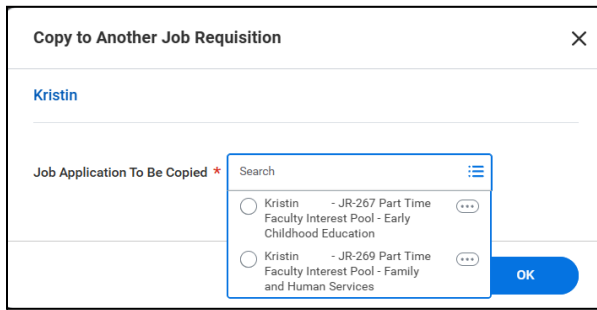 Copy to Another Job Requisition
Kristin
Job Application To Be Copied *
Search
Kristin - JR-267 Part Time
Faculty Interest Pool - Early
Childhood Education
Kristin - JR-269 Part Time
Faculty Interest Pool - Family
and Human Services
OK